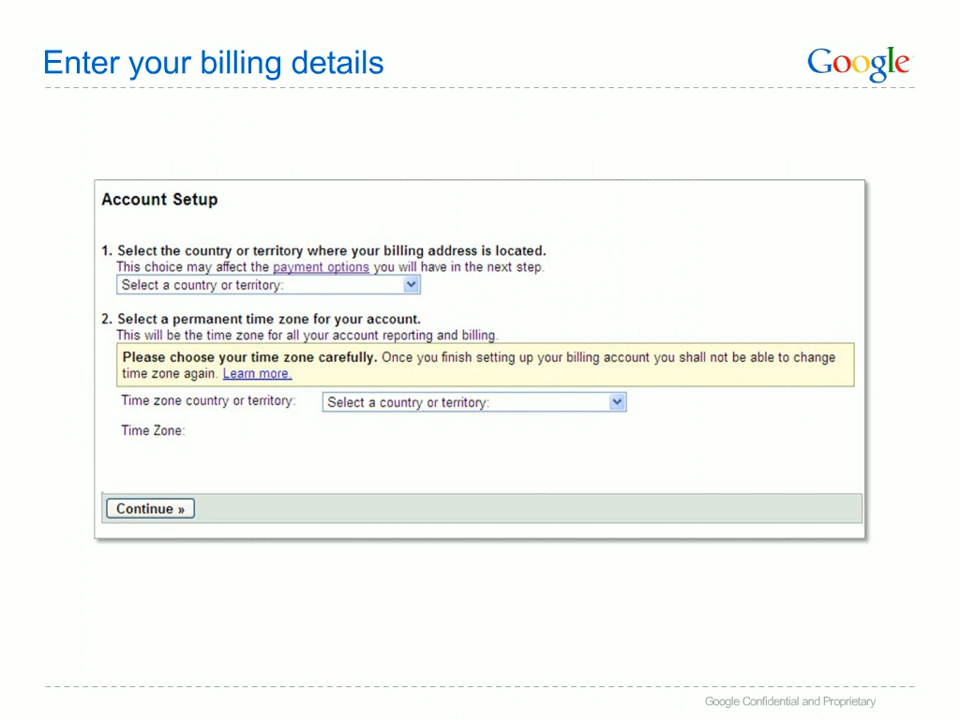 Enter your billing details
Google
Account Setup
1. Select the country or territory where your billing address is located.
This choice may affect the payment options you will have in the next step.
Select a country or territory:
2. Select a permanent time zone for your account.
This will be the time zone for all your account reporting and billing.
Please choose your time zone carefully. Once you finish setting up your billing account you shall not be able to change
time zone again. Learn more.
Time zone country or territory: Select a country or territory:
Time Zone:
Continue »
Google Confidential and Proprietary